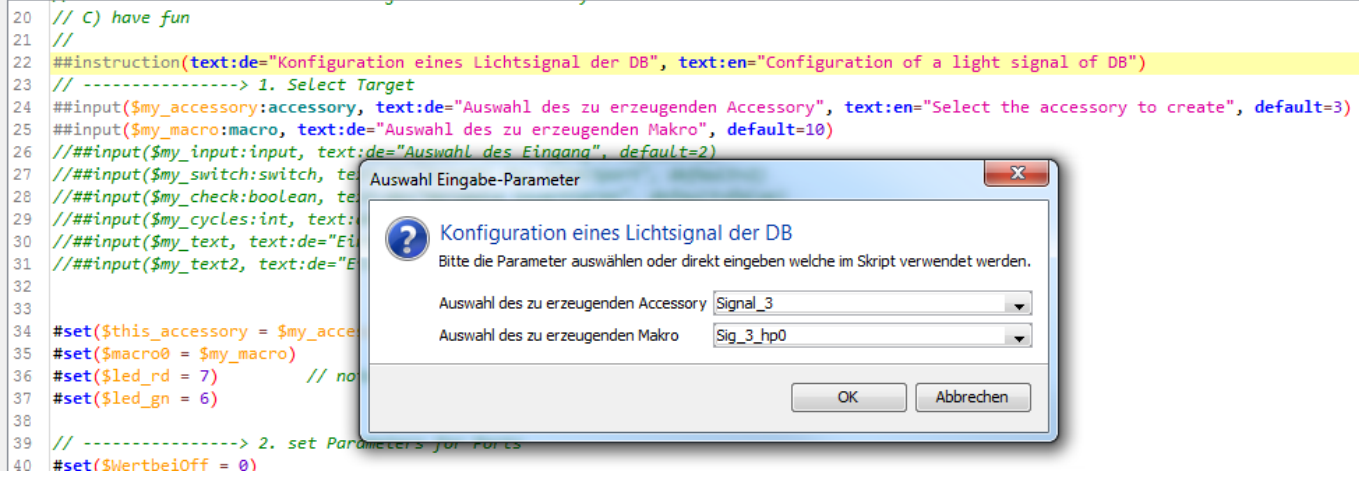 20 // C) have fun
21 //
22 ##instruction(text:de="Konfiguration eines Lichtsignal der DB", text:en="Configuration of a light signal of DB")
23 // ----------------> 1. Select Target
24 ##input($my_accessory:accessory, text:de="Auswahl des zu erzeugenden Accessory", text:en="Select the accessory to create", default=3)
25 ##input($my_macro:macro, text:de="Auswahl des zu erzeugenden Makro", default=10)
26 //##input($my_input:input, text:de="Auswahl des Eingang", default=2)
27 //##input($my_switch:switch, te
28 //##input($my_check:boolean, te
29 //##input($my_cycles:int, text:
30 //##input($my_text, text:de="Ei
31 //##input($my_text2, text:de="E
32
33
34 #set($this_accessory = $my_acce
35 #set($macro0 = $my_macro)
36 #set($led_rd = 7) // no
37 #set($led_gn = 6)
38
39 // ----------------> 2. set Parameters for Ports
40 #set($WertbeiOff = 0)
Auswahl Eingabe-Parameter
Konfiguration eines Lichtsignal der DB
Bitte die Parameter auswählen oder direkt eingeben welche im Skript verwendet werden.
Auswahl des zu erzeugenden Accessory Signal_3
Auswahl des zu erzeugenden Makro Sig_3_hp0
OK Abbrechen